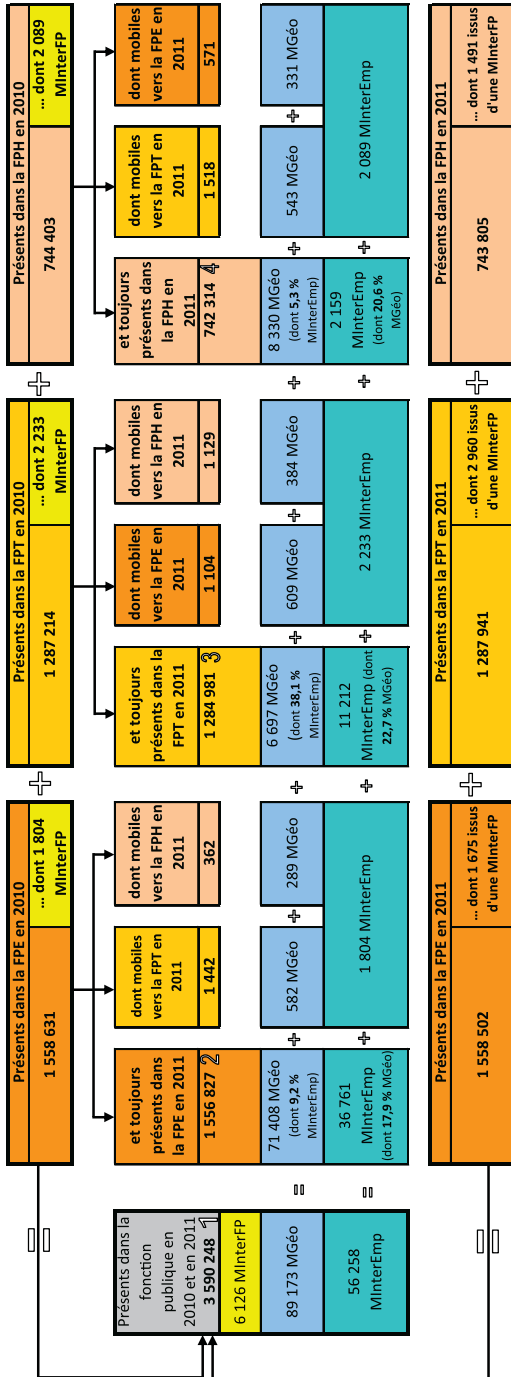 Présents dans la FPE en 2010
1 558 631
... dont 1 804
MInterFP
Présents dans la FPT en 2010
1 287 214
... dont 2 233
MInterFP
Présents dans la FPH en 2010
744 403
... dont 2 089
MInterFP
Présents dans la
fonction
publique en
2010 et en 2011
3 590 248 1
6 126 MInterFP
89 173 MGéo
56 258
MInterEmp
et toujours
présents dans
la FPE en 2011
1 556 827 2
dont mobiles
vers la FPT en
2011
1 442
dont mobiles
vers la FPH en
2011
362
et toujours
présents dans la
FPT en 2011
1 284 981 3
dont mobiles
vers la FPE en
2011
1 104
dont mobiles
vers la FPH en
2011
1 129
et toujours
présents dans
la FPH en
2011
742 314 4
dont mobiles
vers la FPT en
2011
1 518
dont mobiles
vers la FPE en
2011
571
= 71 408 MGéo
(dont 9,2 %
MInterEmp)
+ 582 MGéo + 289 MGéo
+ 6 697 MGéo
(dont 38,1 %
MInterEmp)
+ 609 MGéo + 384 MGéo
+ 8 330 MGéo
(dont 5,3 %
MInterEmp)
+ 543 MGéo + 331 MGéo
= 36 761
MInterEmp
(dont 17,9 % MGéo)
+ 1 804 MInterEmp
+ 11 212
MInterEmp (dont
22,7 % MGéo)
+ 2 233 MInterEmp
+ 2 159
MInterEmp
(dont 20,6 %
MGéo)
+ 2 089 MInterEmp
Présents dans la FPE en 2011
1 558 502
... dont 1 675 issus
d'une MInterFP
Présents dans la FPT en 2011
1 287 941
... dont 2 960 issus
d'une MInterFP
Présents dans la FPH en 2011
743 805
... dont 1 491 issus
d'une MInterFP